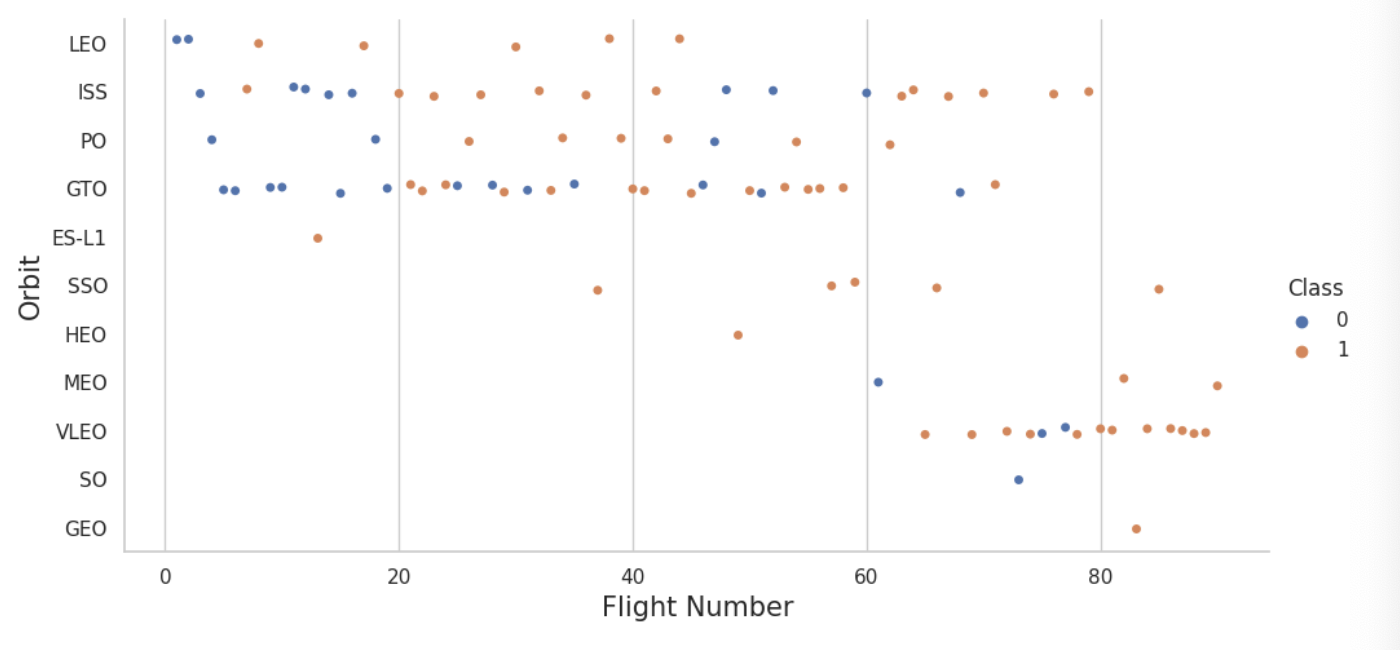 LEO
ISS
PO
GTO
ES-L1
SSO
HEO
MEO
VLEO
SO
GEO
Orbit
0 20 40 60 80
Flight Number
Class
0
1